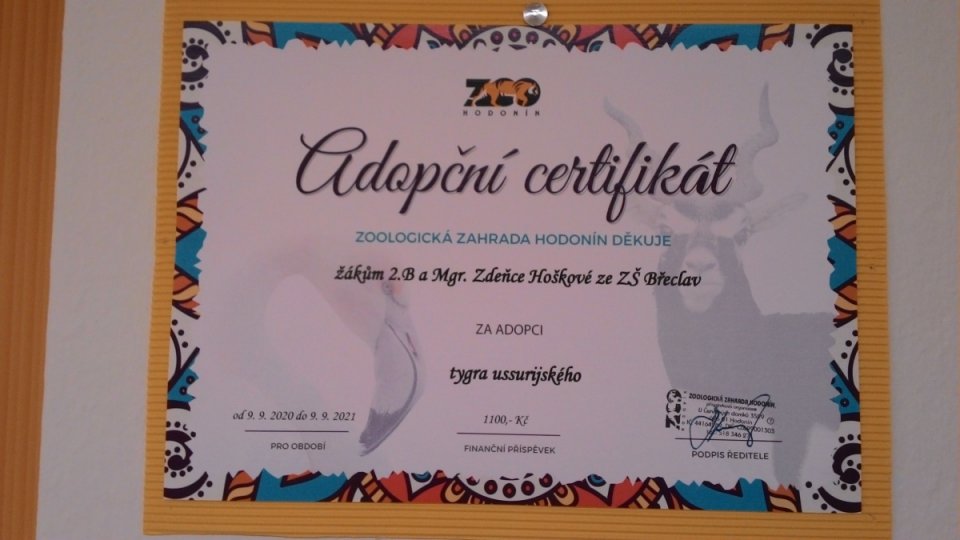 ZOO
HODONÍN
Adopční certifikát
ZOOLOGICKÁ ZAHRADA HODONÍN DĚKUJE
žákům 2.B a Mgr. Zdeňce Hoškové ze ZŠ Břeclav
ZA ADOPCI
tygra ussurijského
od 9. 9. 2020 do 9. 9. 2021
PRO OBDOBÍ
1100,- Kč
FINANČNÍ PŘÍSPĚVEK
ZOO
ZOOLOGICKÁ ZAHRADA HODONÍN,
PODPIS ŘEDITELE